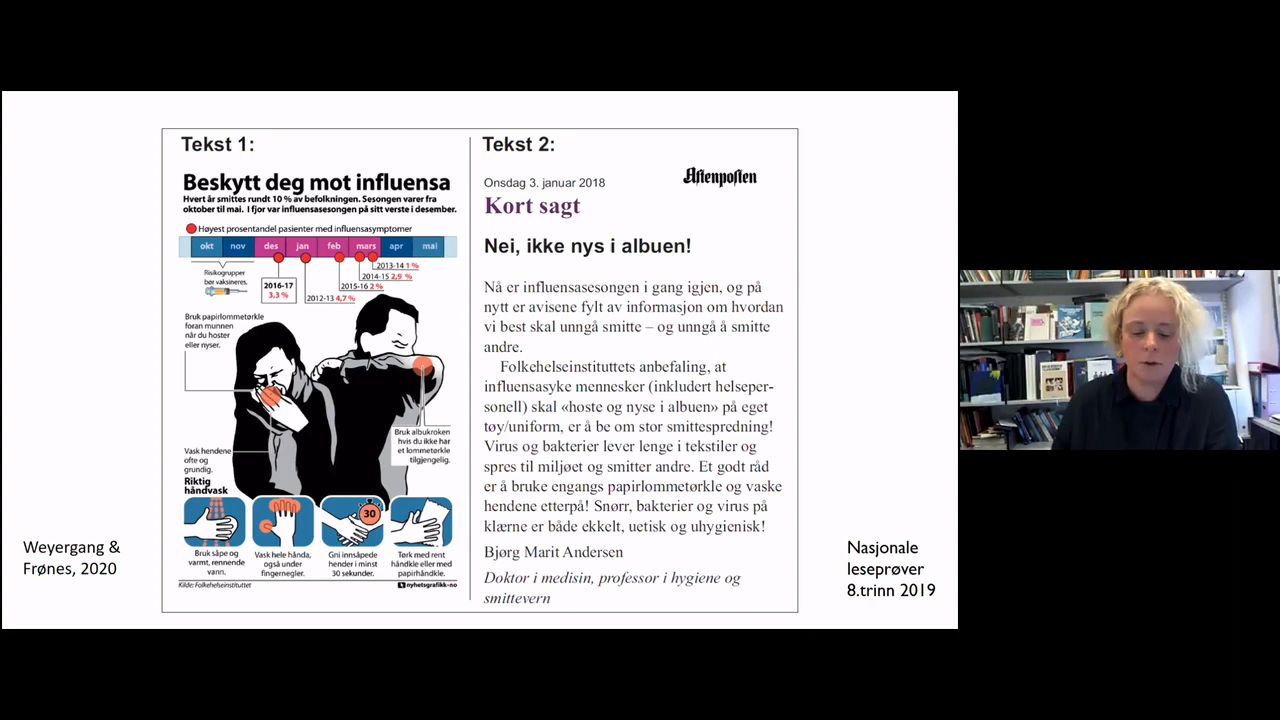 Tekst 1:
Beskytt deg mot influensa
Hvert år smittes rundt 10 % av befolkningen. Sesongen varer fra
oktober til mai. I fjor var influensasesongen på sitt verste i desember.
Høyest prosentandel pasienter med influensasymptomer
okt nov des jan feb mars apr mai
Risikogrupper
bør vaksineres.
2016-17
3,3 %
2013-14 1 %
2014-15 2,9 %
2015-16 2 %
2012-13 4,7 %
Bruk papirlommetørkle
foran munnen
når du hoster
eller nyser.
Bruk albukroken
hvis du ikke har
et lommetørkle
tilgjengelig.
Vask hendene
ofte og
grundig.
Riktig
håndvask
30
Bruk såpe og
varmt, rennende
vann.
Vask hele hånda,
også under
fingernegler.
Gni innsåpede
hender i minst
30 sekunder.
Tørk med rent
håndkle eller med
papirhåndkle.
Kilde: Folkehelseinstituttet
nyhetsgrafikk.no
Tekst 2:
Aftenposten
Onsdag 3. januar 2018
Kort sagt
Nei, ikke nys i albuen!
Nå er influensasesongen i gang igjen, og på
nytt er avisene fylt av informasjon om hvordan
vi best skal unngå smitte – og unngå å smitte
andre.
Folkehelseinstituttets anbefaling, at
influensasyke mennesker (inkludert helseper-
sonell) skal «hoste og nyse i albuen» på eget
tøy/uniform, er å be om stor smittespredning!
Virus og bakterier lever lenge i tekstiler og
spres til miljøet og smitter andre. Et godt råd
er å bruke engangs papirlommetørkle og vaske
hendene etterpå! Snørr, bakterier og virus på
klærne er både ekkelt, uetisk og uhygienisk!
Bjørg Marit Andersen
Doktor i medisin, professor i hygiene og
smittevern
Weyergang &
Frønes, 2020
Nasjonale
leseprøver
8.trinn 2019